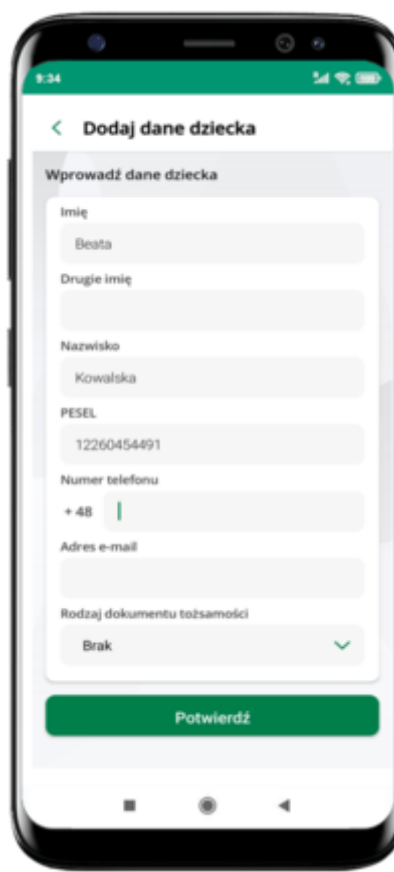 9:34
Dodaj dane dziecka
Wprowadź dane dziecka
Imię
Beata
Drugie imię
Nazwisko
Kowalska
PESEL
12260454491
Numer telefonu
+ 48
Adres e-mail
Rodzaj dokumentu tożsamości
Brak
Potwierdź